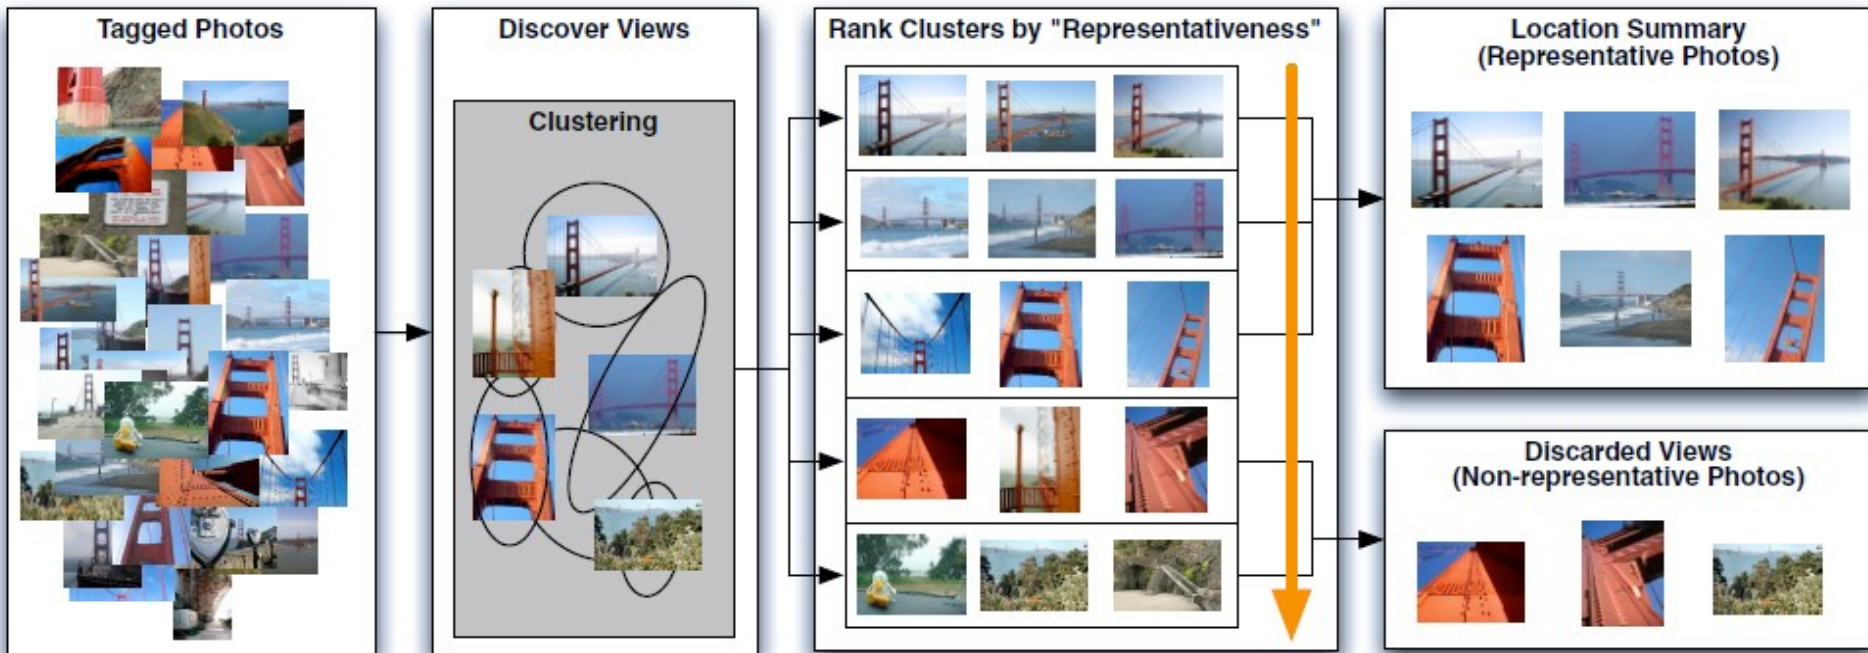 Tagged Photos
Discover Views
Clustering
Rank Clusters by "Representativeness"
Location Summary
(Representative Photos)
Discarded Views
(Non-representative Photos)